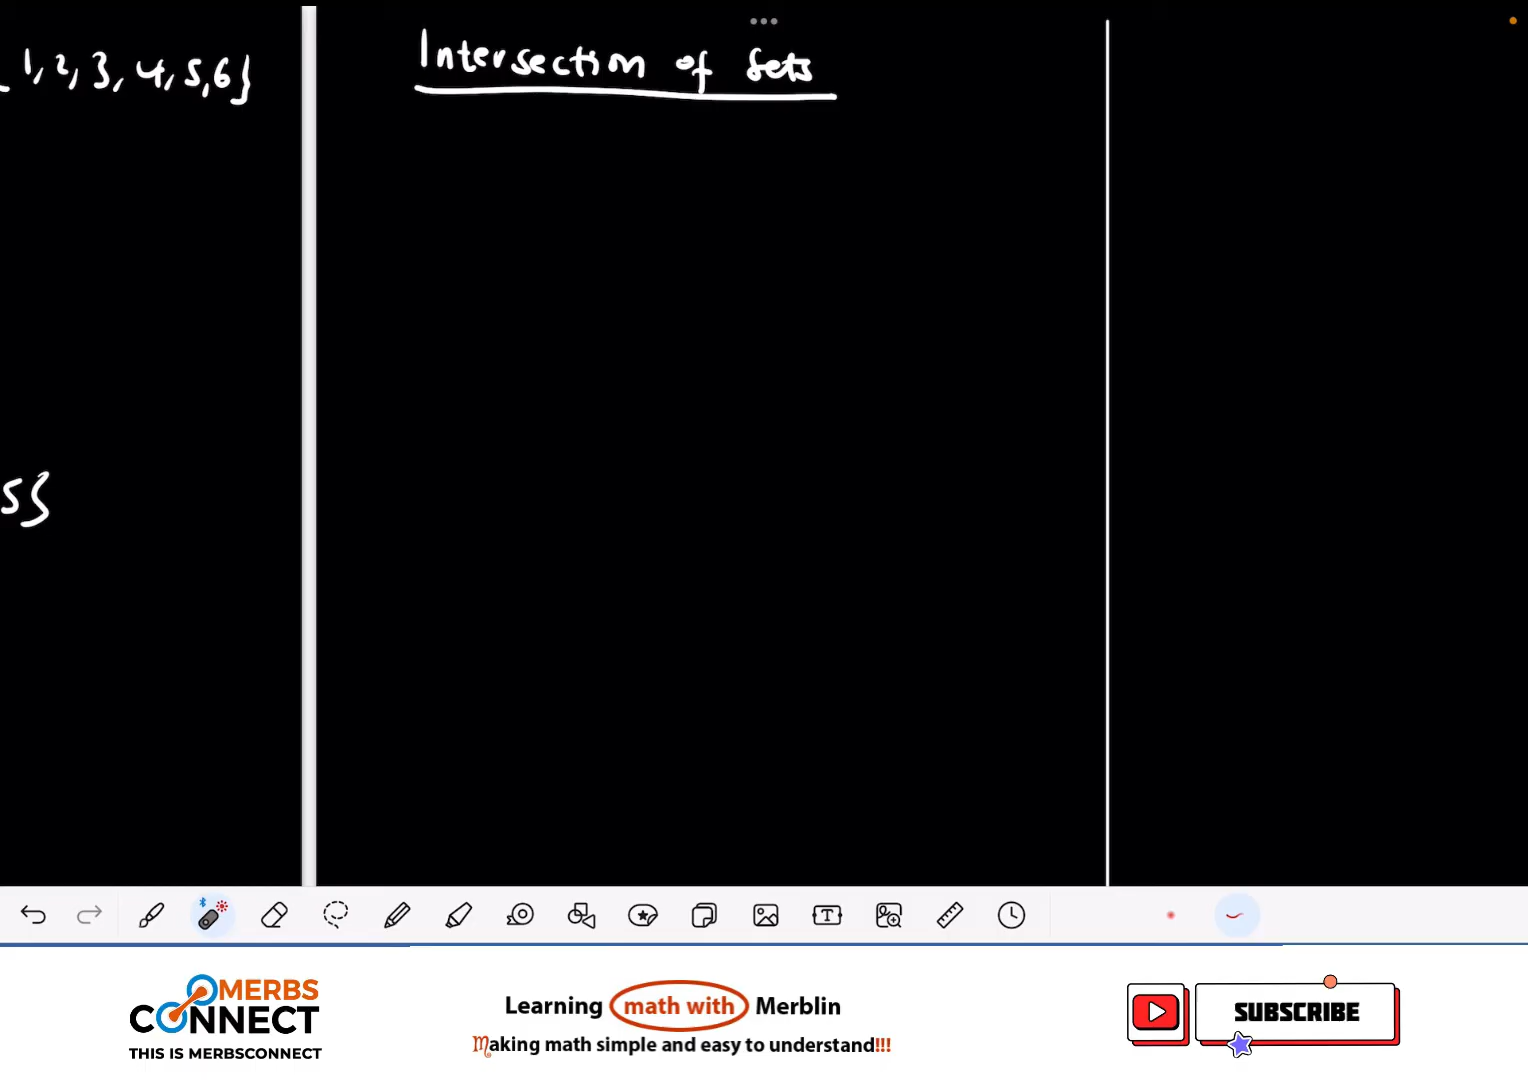 1, 2, 3, 4, 5, 6}
5}
Intersection of Sets
T
MERBS
CONNECT
THIS IS MERBSCONNECT
Learning math with Merblin
Making math simple and easy to understand!!!
SUBSCRIBE